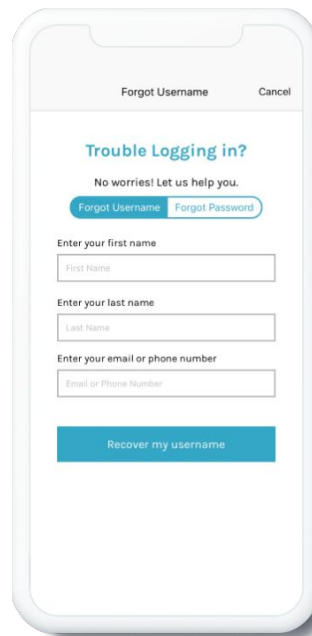 Forgot Username Cancel
Trouble Logging in?
No worries! Let us help you.
Forgot Username Forgot Password
Enter your first name
First Name
Enter your last name
Last Name
Enter your email or phone number
Email or Phone Number
Recover my username